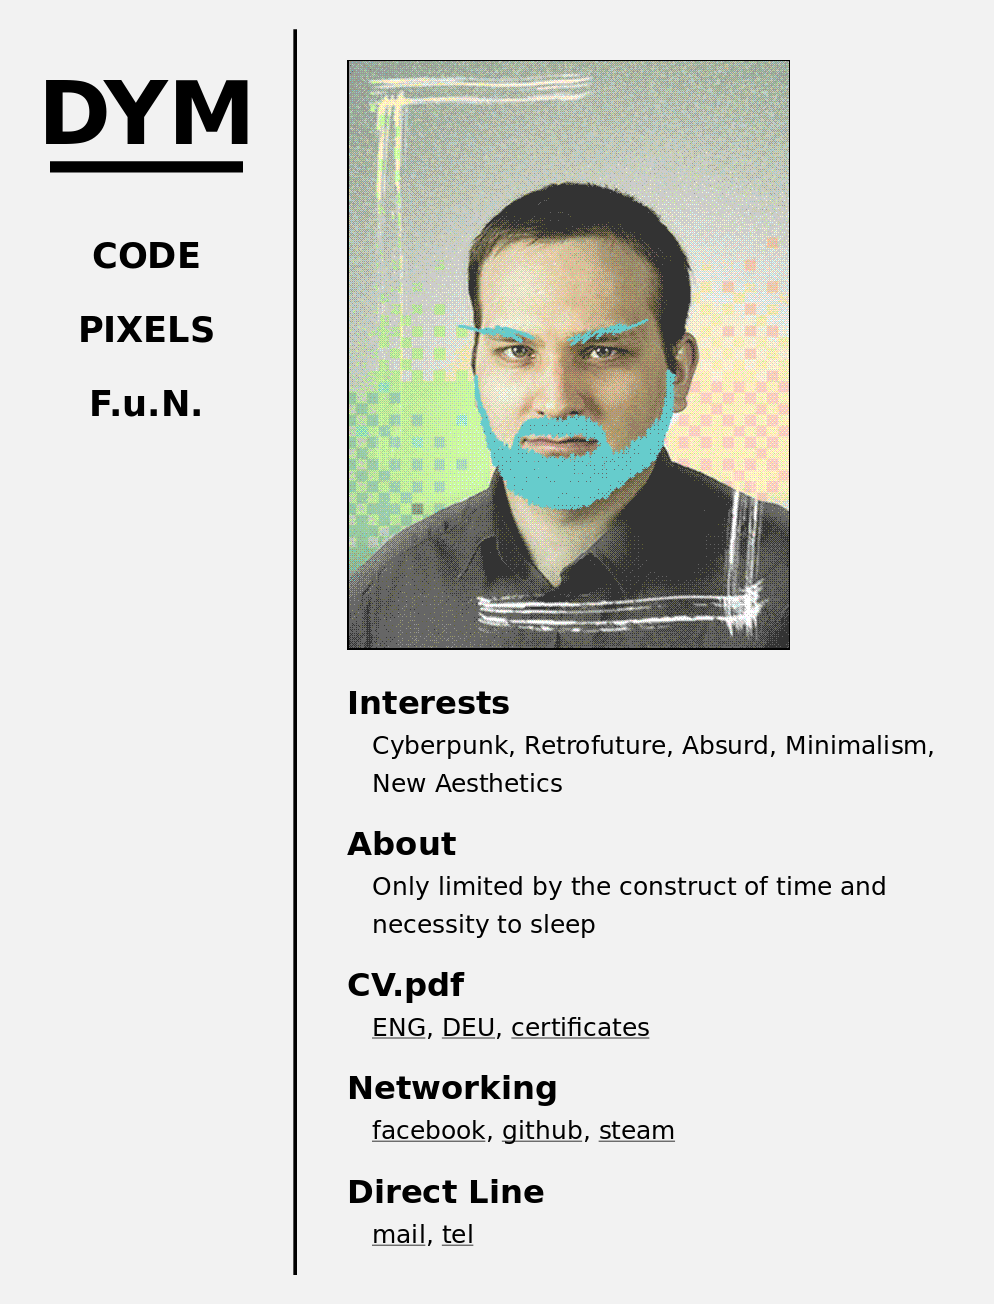 DYM
CODE
PIXELS
F.u.N.
Interests
Cyberpunk, Retrofuture, Absurd, Minimalism,
New Aesthetics
About
Only limited by the construct of time and
necessity to sleep
CV.pdf
ENG, DEU, certificates
Networking
facebook, github, steam
Direct Line
mail, tel